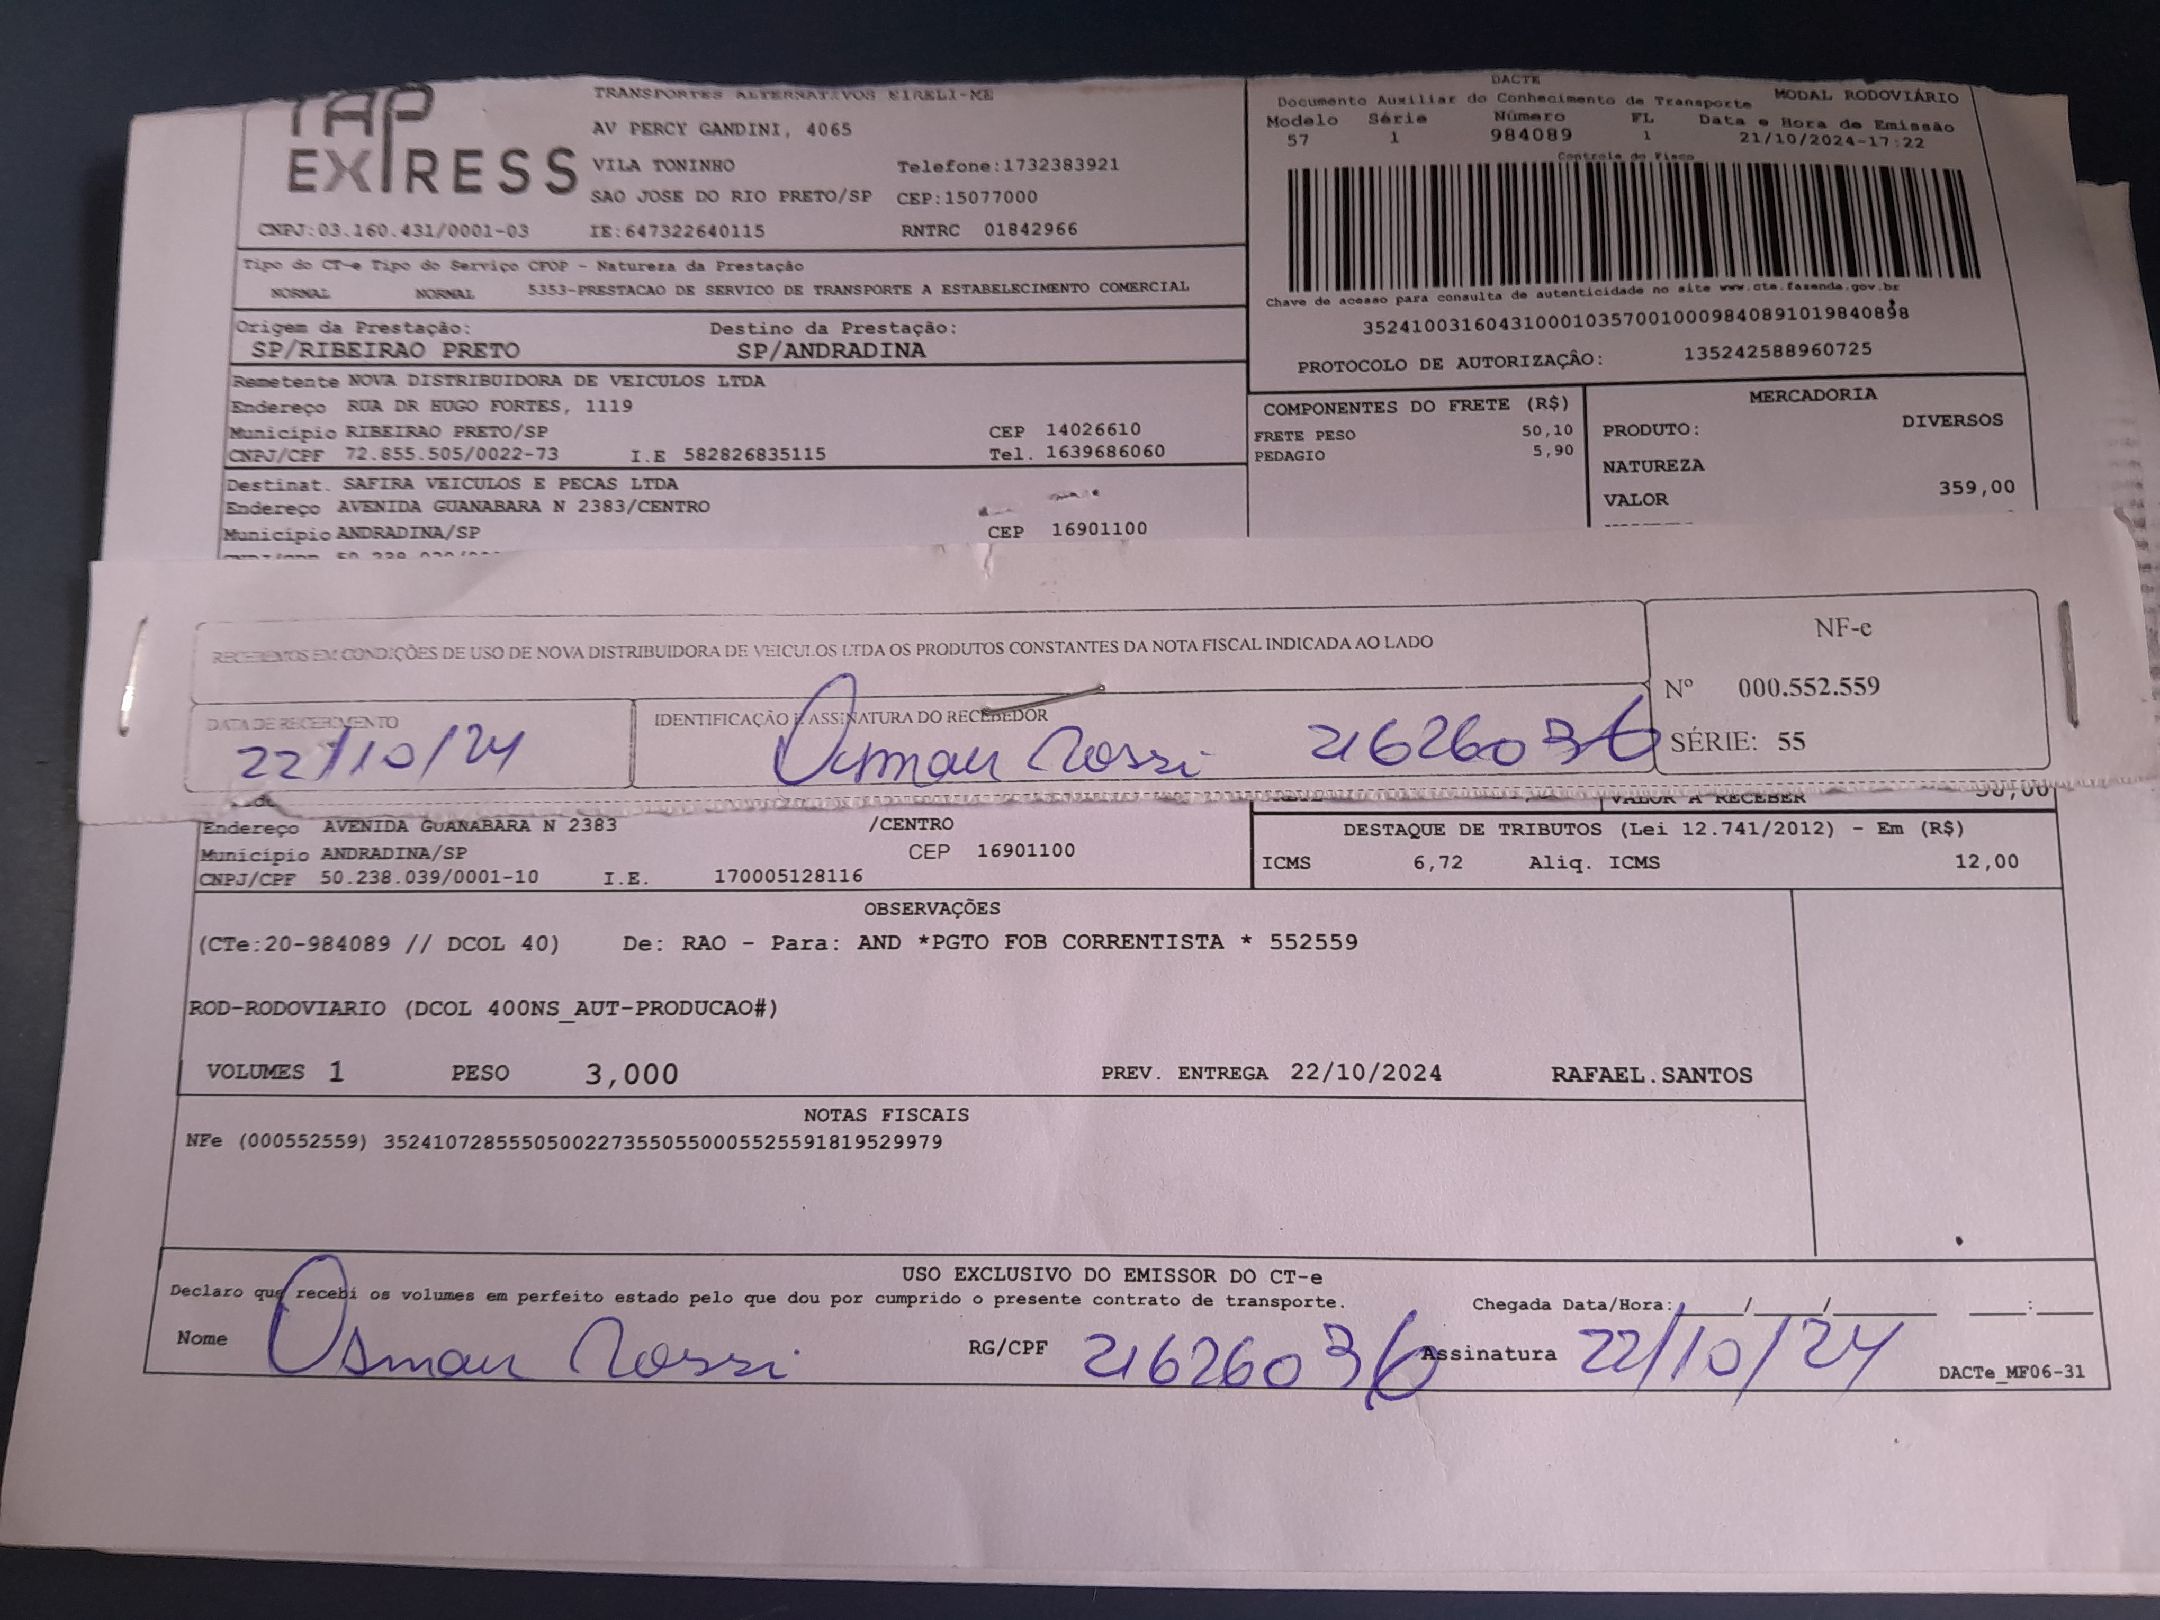 TAP
EXPRESS
TRANSPORTES ALTERNATIVOS EIRELI-ME
AV PERCY GANDINI, 4065
VILA TONINHO Telefone:1732383921
SAO JOSE DO RIO PRETO/SP CEP:15077000
CNPJ:03.160.431/0001-03 IE:647322640115 RNTRC 01842966
DACTE
Documento Auxiliar do Conhecimento de Transporte MODAL RODOVIÁRIO
Modelo Série Número FL Data e Hora de Emissão
57 1 984089 1 21/10/2024-17:22
Controle do Fisco
Chave de acesso para consulta de autenticidade no site www.cte.fazenda.gov.br
35241003160431000103570010009840891019840898
PROTOCOLO DE AUTORIZAÇÃO: 135242588960725
Tipo do CT-e Tipo do Serviço CFOP - Natureza da Prestação
NORMAL NORMAL 5353-PRESTACAO DE SERVICO DE TRANSPORTE A ESTABELECIMENTO COMERCIAL
Origem da Prestação: Destino da Prestação:
SP/RIBEIRAO PRETO SP/ANDRADINA
Remetente NOVA DISTRIBUIDORA DE VEICULOS LTDA
Endereço RUA DR HUGO FORTES, 1119
Município RIBEIRAO PRETO/SP CEP 14026610
CNPJ/CPF 72.855.505/0022-73 I.E 582826835115 Tel. 1639686060
Destinat. SAFIRA VEICULOS E PECAS LTDA
Endereço AVENIDA GUANABARA N 2383/CENTRO
Município ANDRADINA/SP CEP 16901100
COMPONENTES DO FRETE (R$)
FRETE PESO 50,10
PEDAGIO 5,90
MERCADORIA
PRODUTO: DIVERSOS
NATUREZA
VALOR 359,00
RECEBEMOS EM CONDIÇÕES DE USO DE NOVA DISTRIBUIDORA DE VEICULOS LTDA OS PRODUTOS CONSTANTES DA NOTA FISCAL INDICADA AO LADO
DATA DE RECEBIMENTO IDENTIFICAÇÃO E ASSINATURA DO RECEBEDOR
22/10/24 Osmau Rossi 21626036
NF-e
Nº 000.552.559
SÉRIE: 55
VALOR A RECEBER 56,00
Endereço AVENIDA GUANABARA N 2383 /CENTRO
Município ANDRADINA/SP CEP 16901100
CNPJ/CPF 50.238.039/0001-10 I.E. 170005128116
DESTAQUE DE TRIBUTOS (Lei 12.741/2012) - Em (R$)
ICMS 6,72 Aliq. ICMS 12,00
OBSERVAÇÕES
(CTe:20-984089 // DCOL 40) De: RAO - Para: AND *PGTO FOB CORRENTISTA * 552559
ROD-RODOVIARIO (DCOL 400NS_AUT-PRODUCAO#)
VOLUMES 1 PESO 3,000 PREV. ENTREGA 22/10/2024 RAFAEL.SANTOS
NOTAS FISCAIS
NFe (000552559) 35241072855505002273550550005525591819529979
USO EXCLUSIVO DO EMISSOR DO CT-e
Declaro que recebi os volumes em perfeito estado pelo que dou por cumprido o presente contrato de transporte. Chegada Data/Hora:____/____/______ ___:___
Nome Osmau Rossi RG/CPF 21626036 Assinatura 22/10/24
DACTe_MF06-31